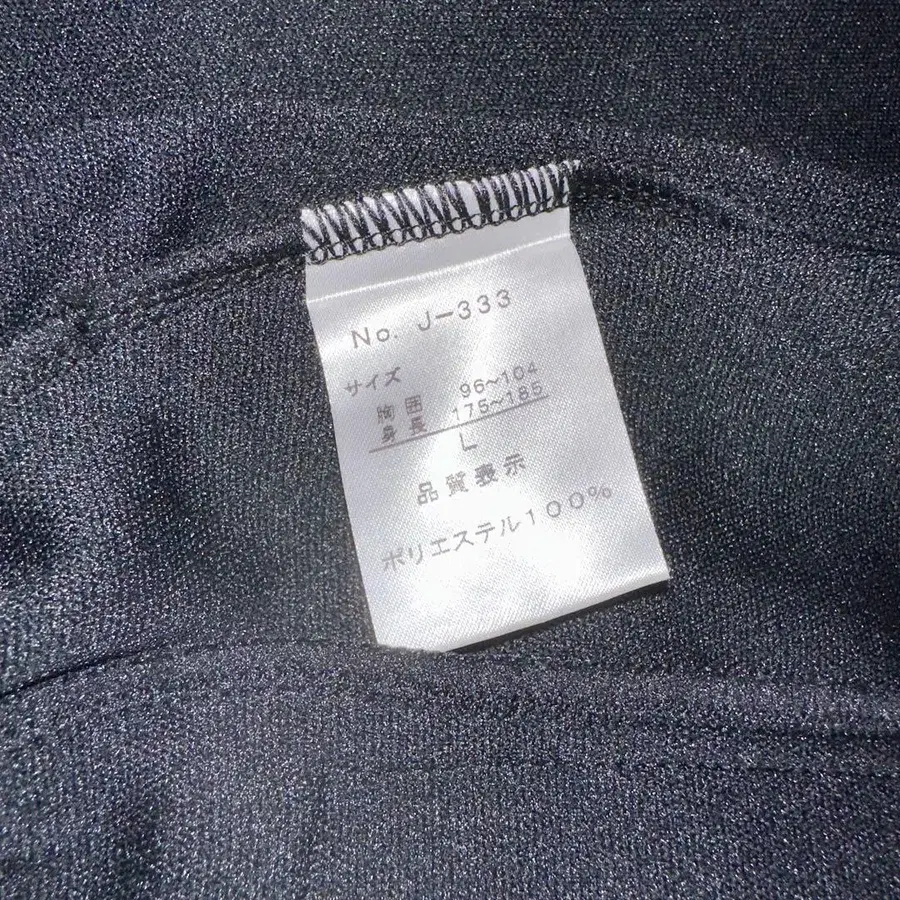 No. J-333
サイズ
胸囲 96~104
身長 175~185
L
品質表示
ポリエステル100%